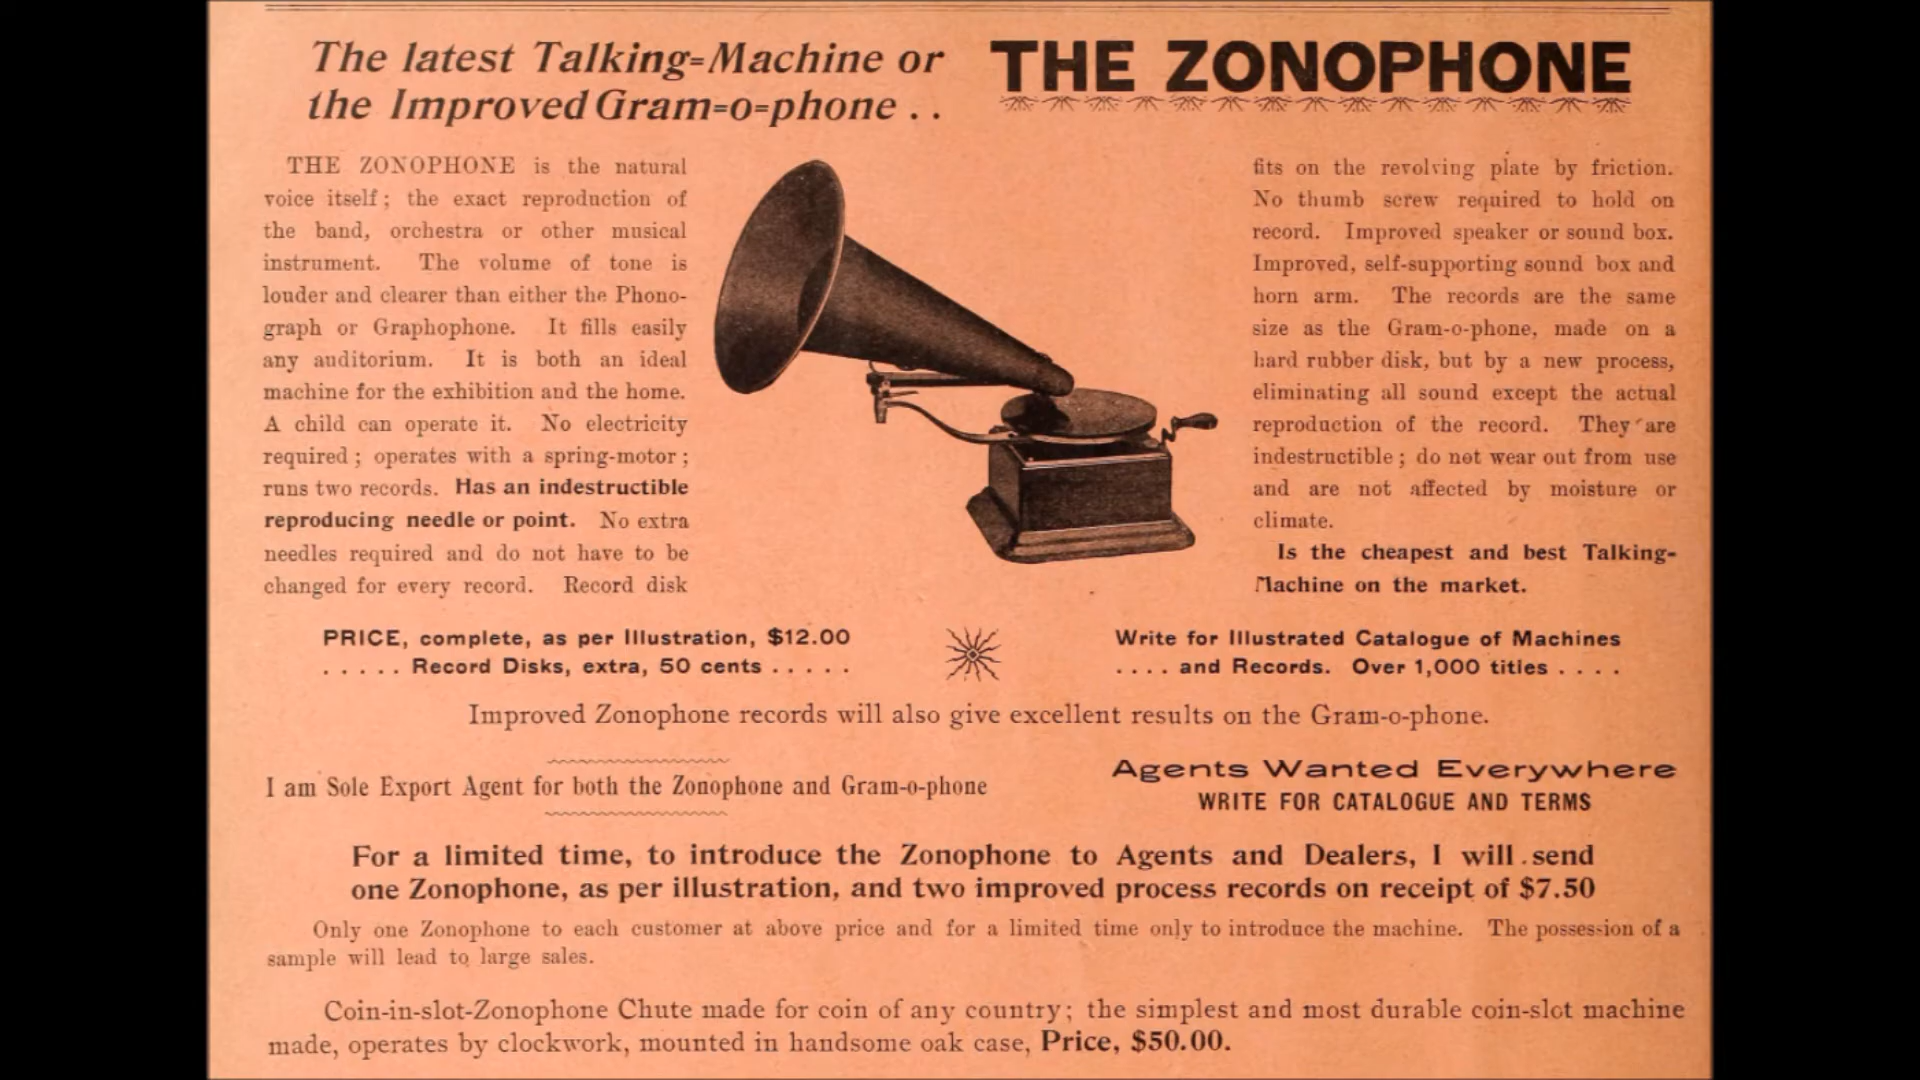 The latest Talking-Machine or
the Improved Gram-o-phone . .
THE ZONOPHONE
THE ZONOPHONE is the natural
voice itself; the exact reproduction of
the band, orchestra or other musical
instrument. The volume of tone is
louder and clearer than either the Phono-
graph or Graphophone. It fills easily
any auditorium. It is both an ideal
machine for the exhibition and the home.
A child can operate it. No electricity
required; operates with a spring-motor;
runs two records. Has an indestructible
reproducing needle or point. No extra
needles required and do not have to be
changed for every record. Record disk
fits on the revolving plate by friction.
No thumb screw required to hold on
record. Improved speaker or sound box.
Improved, self-supporting sound box and
horn arm. The records are the same
size as the Gram-o-phone, made on a
hard rubber disk, but by a new process,
eliminating all sound except the actual
reproduction of the record. They are
indestructible; do not wear out from use
and are not affected by moisture or
climate.
Is the cheapest and best Talking-
Machine on the market.
PRICE, complete, as per Illustration, $12.00
. . . . . Record Disks, extra, 50 cents . . . . .
Write for Illustrated Catalogue of Machines
. . . . and Records. Over 1,000 titles . . . .
Improved Zonophone records will also give excellent results on the Gram-o-phone.
I am Sole Export Agent for both the Zonophone and Gram-o-phone
Agents Wanted Everywhere
WRITE FOR CATALOGUE AND TERMS
For a limited time, to introduce the Zonophone to Agents and Dealers, I will send
one Zonophone, as per illustration, and two improved process records on receipt of $7.50
Only one Zonophone to each customer at above price and for a limited time only to introduce the machine. The possession of a
sample will lead to large sales.
Coin-in-slot-Zonophone Chute made for coin of any country; the simplest and most durable coin-slot machine
made, operates by clockwork, mounted in handsome oak case, Price, $50.00.